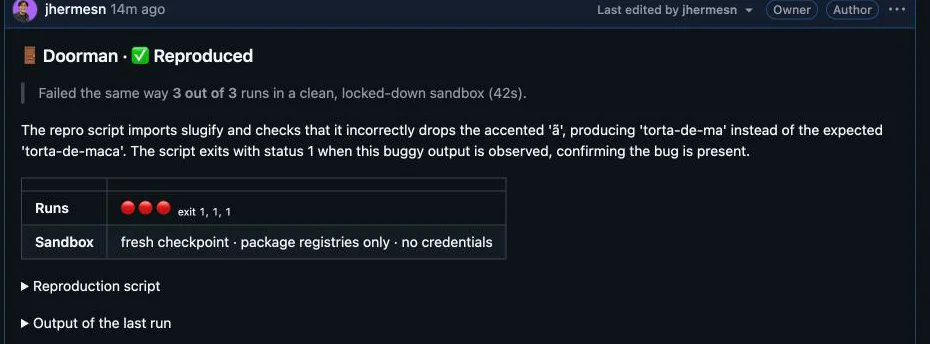 jhermesn 14m ago
Last edited by jhermesn
Owner
Author
Doorman · ✅ Reproduced
Failed the same way 3 out of 3 runs in a clean, locked-down sandbox (42s).
The repro script imports slugify and checks that it incorrectly drops the accented 'ã', producing 'torta-de-ma' instead of the expected
'torta-de-maca'. The script exits with status 1 when this buggy output is observed, confirming the bug is present.
Runs
exit 1, 1, 1
Sandbox
fresh checkpoint · package registries only · no credentials
Reproduction script
Output of the last run